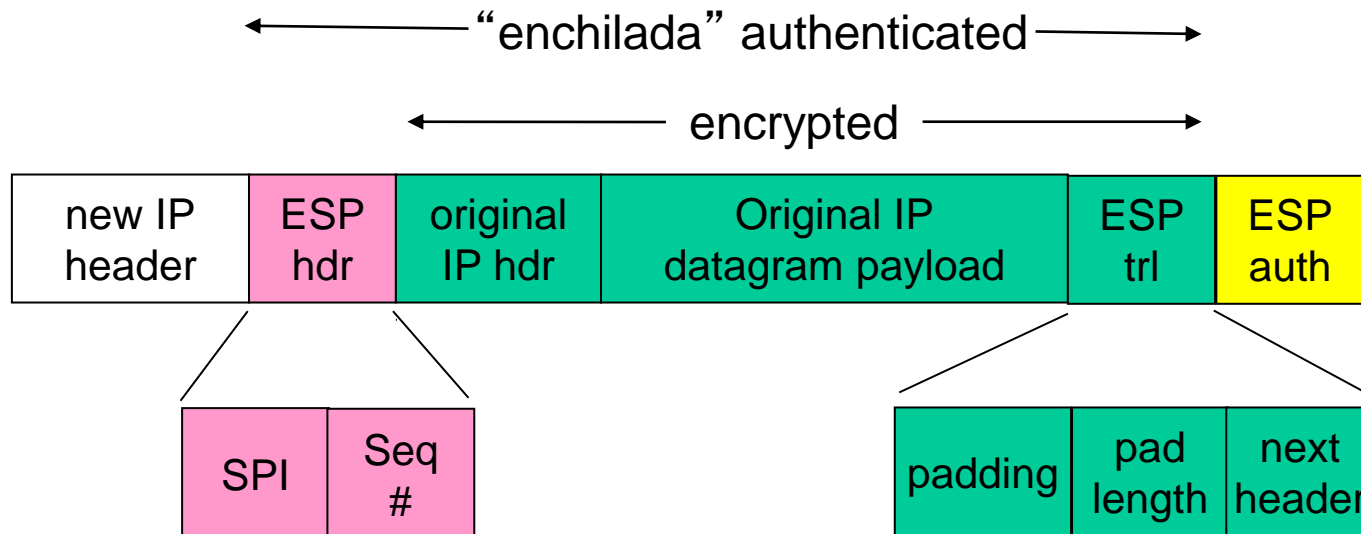 “enchilada” authenticated
encrypted
new IP
header
ESP
hdr
original
IP hdr
Original IP
datagram payload
ESP
trl
ESP
auth
SPI
Seq
#
padding
pad
length
next
header